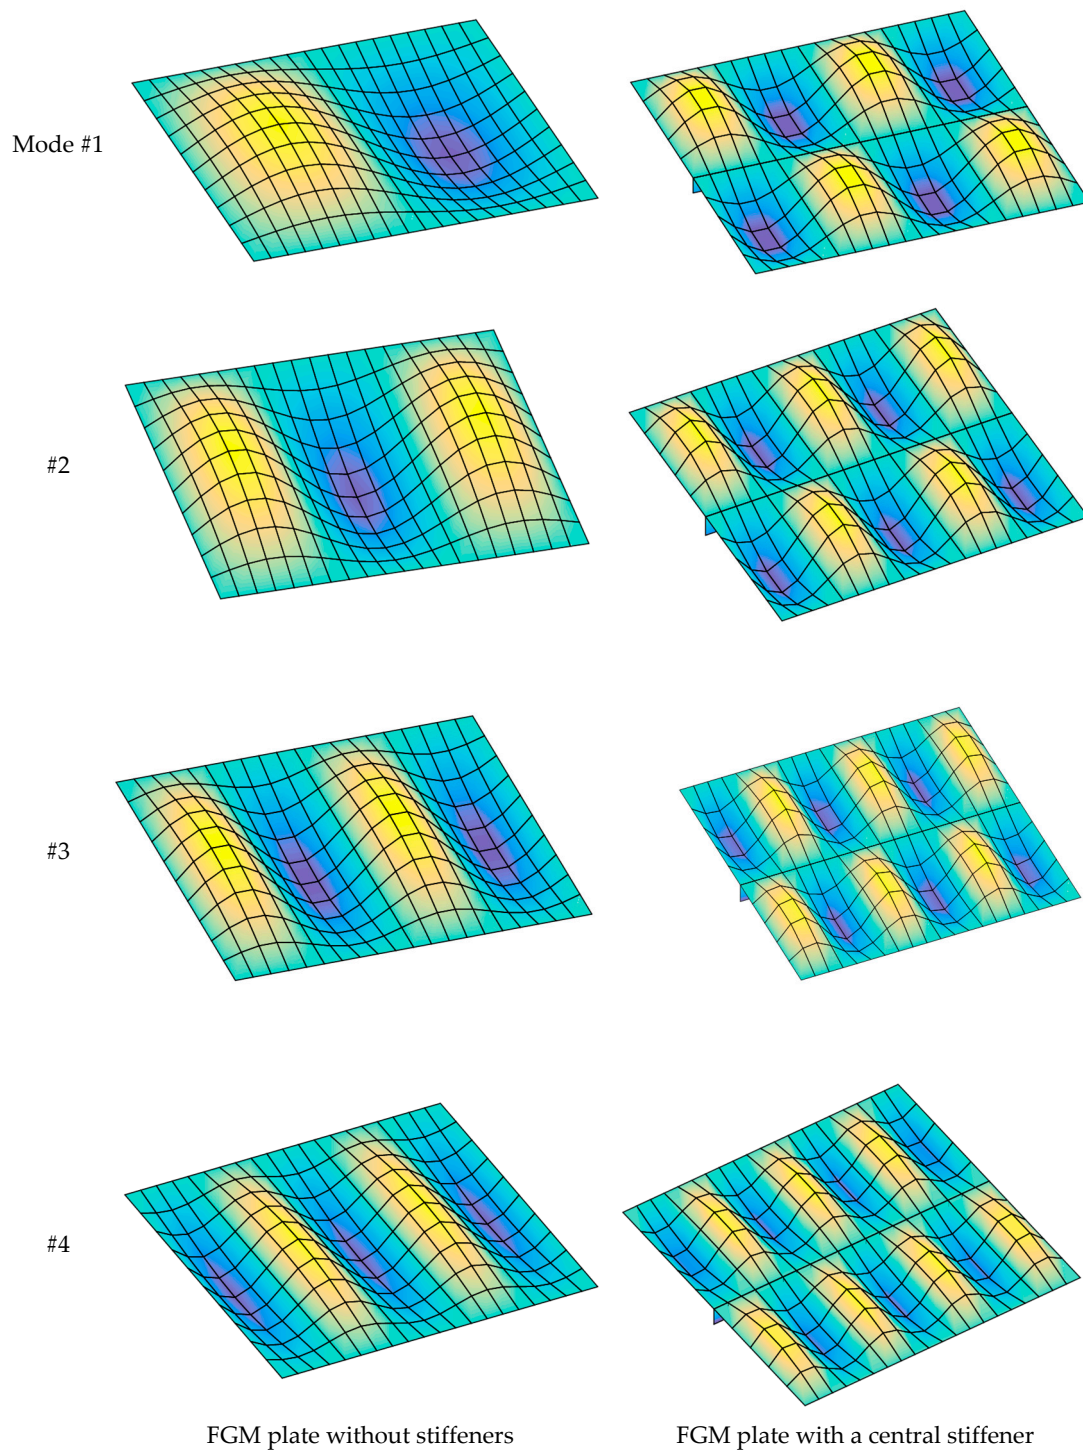 Mode #1
#2
#3
#4
FGM plate without stiffeners
FGM plate with a central stiffener